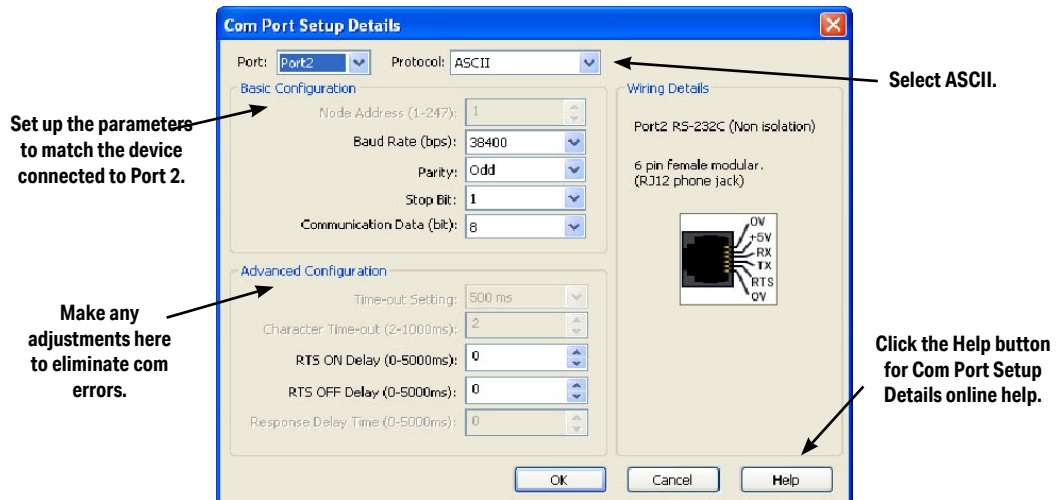 Com Port Setup Details
Port: Port2 Protocol: ASCII
Select ASCII.
Basic Configuration
Node Address (1-247): 1
Baud Rate (bps): 38400
Parity: Odd
Stop Bit: 1
Communication Data (bit): 8
Set up the parameters
to match the device
connected to Port 2.
Wiring Details
Port2 RS-232C (Non isolation)
6 pin female modular.
(RJ12 phone jack)
0V
+5V
RX
TX
RTS
0V
Advanced Configuration
Time-out Setting: 500 ms
Character Time-out (2-1000ms): 2
RTS ON Delay (0-5000ms): 0
RTS OFF Delay (0-5000ms): 0
Response Delay Time (0-5000ms): 0
Make any
adjustments here
to eliminate com
errors.
Click the Help button
for Com Port Setup
Details online help.
OK Cancel Help